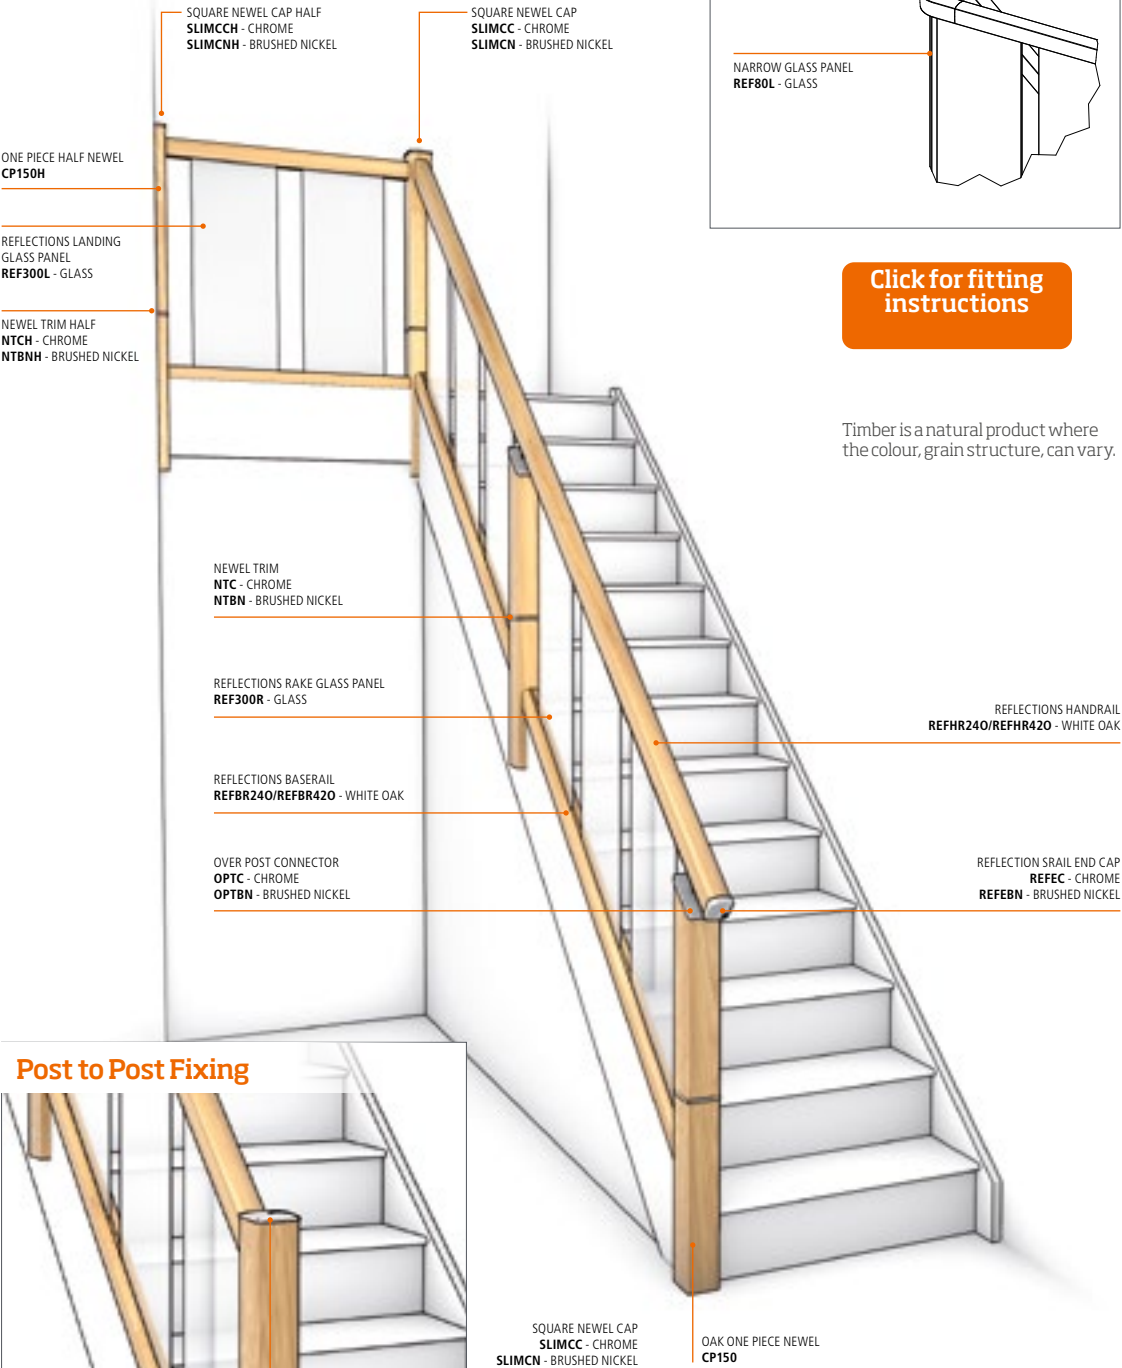 SQUARE NEWEL CAP HALF
SLIMCCH - CHROME
SLIMCNH - BRUSHED NICKEL
SQUARE NEWEL CAP
SLIMCC - CHROME
SLIMCN - BRUSHED NICKEL
NARROW GLASS PANEL
REF80L - GLASS
ONE PIECE HALF NEWEL
CP150H
REFLECTIONS LANDING
GLASS PANEL
REF300L - GLASS
NEWEL TRIM HALF
NTCH - CHROME
NTBNH - BRUSHED NICKEL
Click for fitting
instructions
Timber is a natural product where
the colour, grain structure, can vary.
NEWEL TRIM
NTC - CHROME
NTBN - BRUSHED NICKEL
REFLECTIONS RAKE GLASS PANEL
REF300R - GLASS
REFLECTIONS HANDRAIL
REFHR24O/REFHR42O - WHITE OAK
REFLECTIONS BASERAIL
REFBR24O/REFBR42O - WHITE OAK
OVER POST CONNECTOR
OPTC - CHROME
OPTBN - BRUSHED NICKEL
REFLECTION SRAIL END CAP
REFEC - CHROME
REFEBN - BRUSHED NICKEL
Post to Post Fixing
SQUARE NEWEL CAP
SLIMCC - CHROME
SLIMCN - BRUSHED NICKEL
OAK ONE PIECE NEWEL
CP150